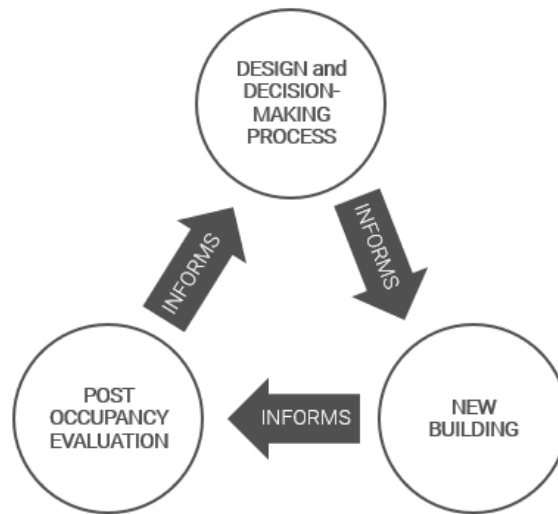 DESIGN and
DECISION-
MAKING
PROCESS
INFORMS
INFORMS
POST
OCCUPANCY
EVALUATION
INFORMS
NEW
BUILDING